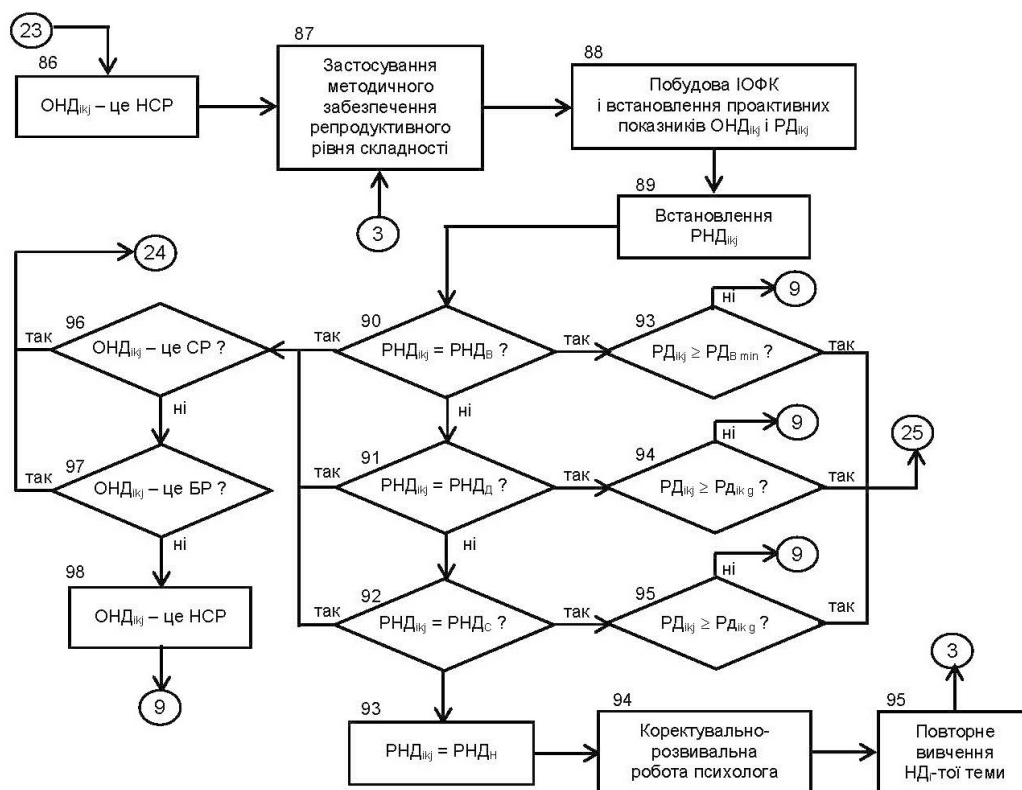 23
86
ОНДikj – це НСР
87
Застосування
методичного
забезпечення
репродуктивного
рівня складності
88
Побудова ІОФК
і встановлення проактивних
показників ОНДikj і РДikj
3
89
Встановлення
РНДikj
24
96
так
ОНДikj – це СР ?
ні
так
90
РНДikj = РНДВ ?
так
ні
93
ні
9
РДikj ≥ РДВ min ?
так
97
так
ОНДikj – це БР ?
ні
91
РНДikj = РНДД ?
так
ні
94
ні
9
РДikj ≥ Рдik g ?
так
25
98
ОНДikj – це НСР
9
так
92
РНДikj = РНДС ?
так
95
ні
9
РДikj ≥ Рдik g ?
так
93
РНДikj = РНДН
94
Коректувально-
розвивальна
робота психолога
3
95
Повторне
вивчення
НДі-тої теми